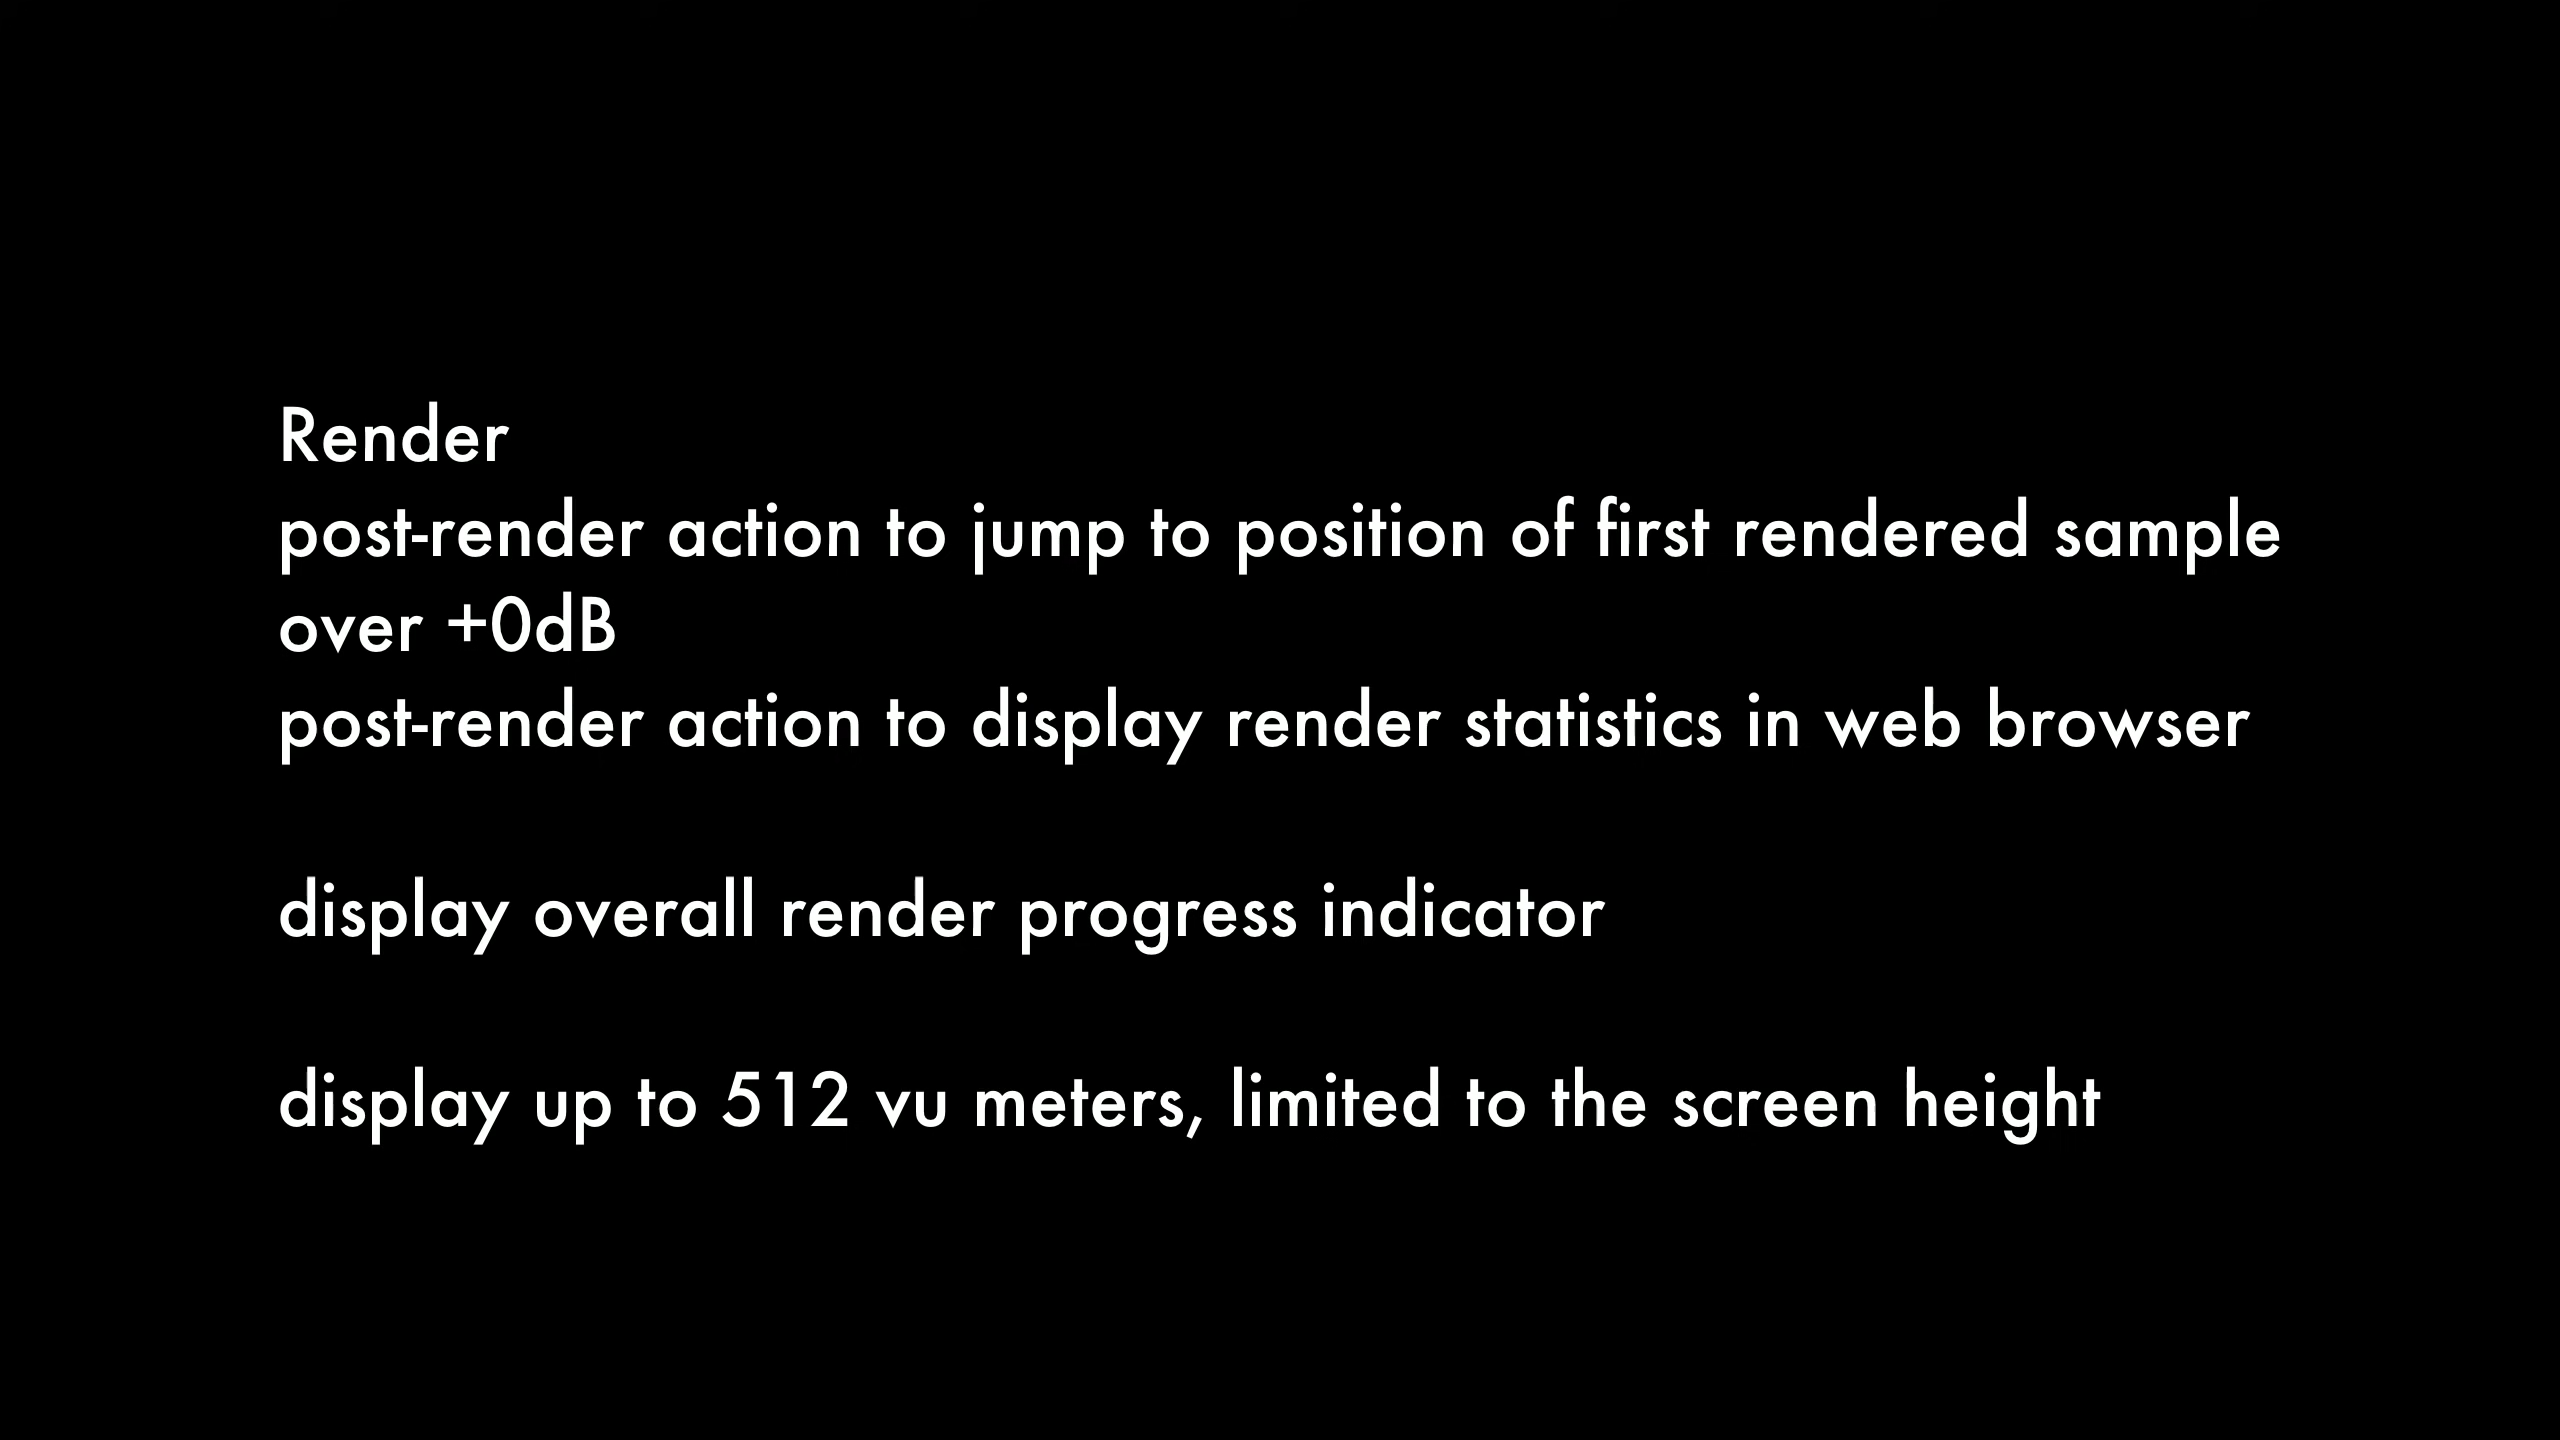 Render
post-render action to jump to position of first rendered sample
over +0dB
post-render action to display render statistics in web browser
display overall render progress indicator
display up to 512 vu meters, limited to the screen height